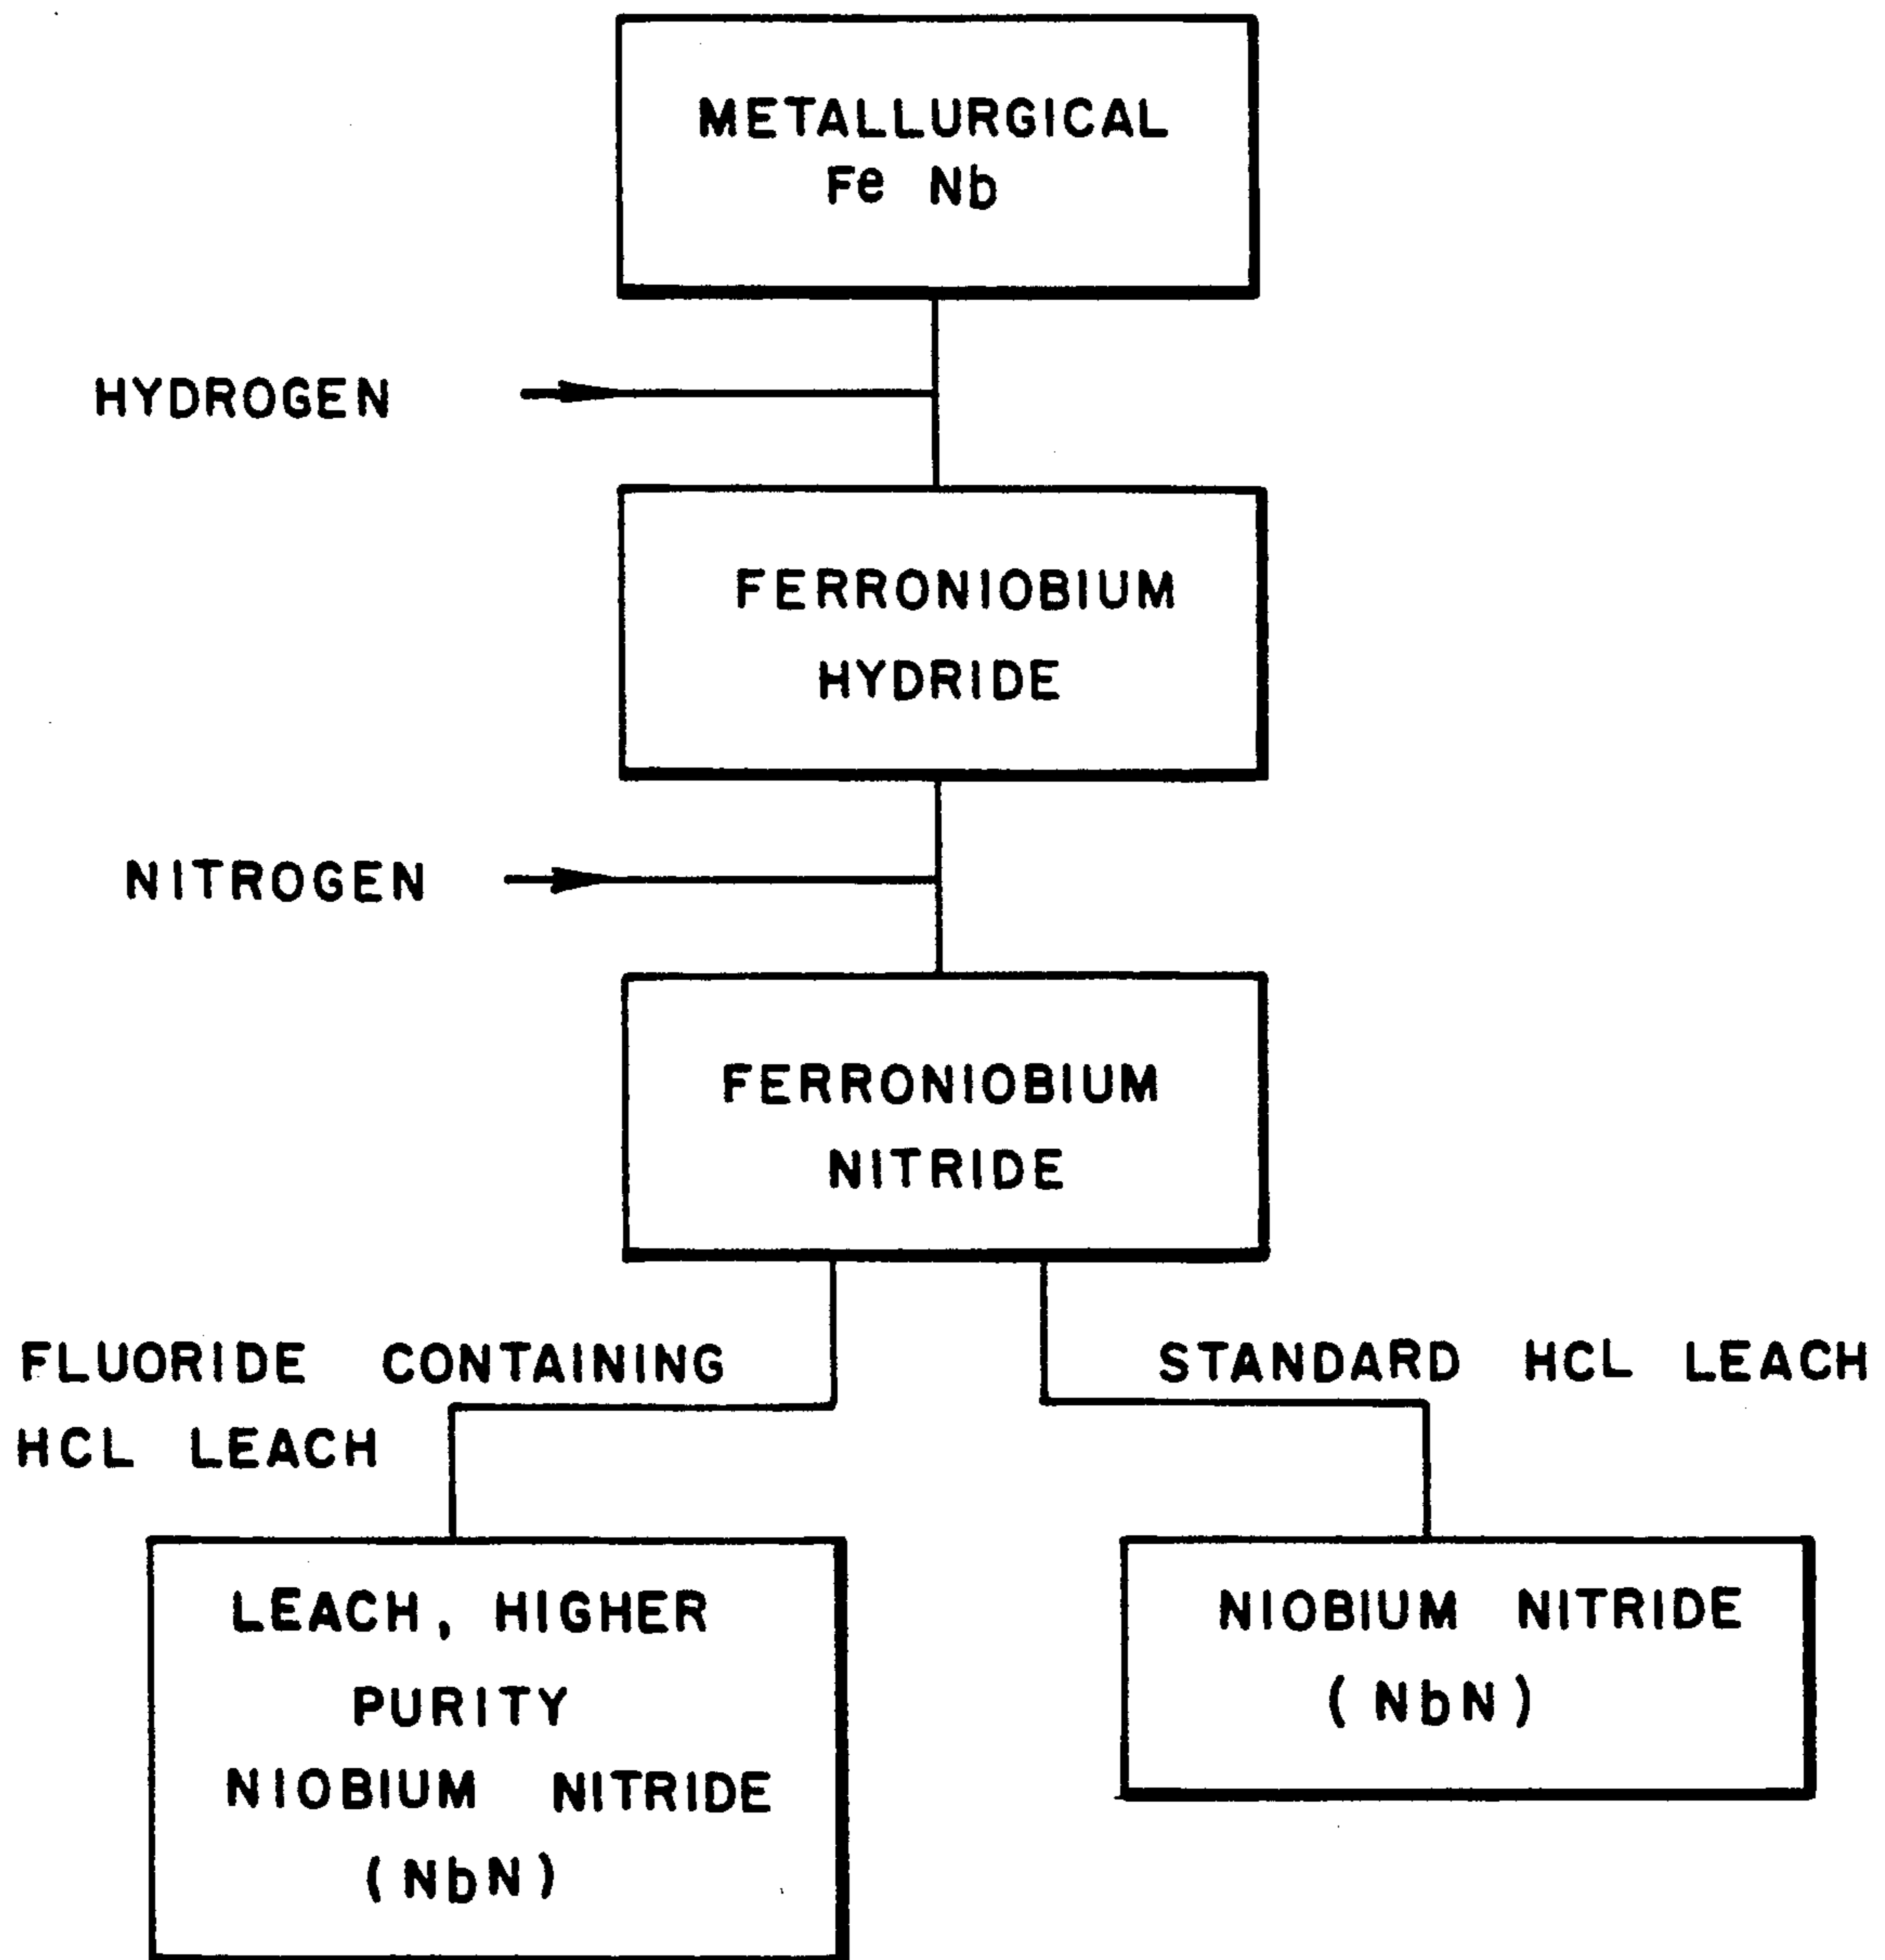 METALLURGICAL
Fe Nb
HYDROGEN
FERRONIOBIUM
HYDRIDE
NITROGEN
FERRONIOBIUM
NITRIDE
FLUORIDE CONTAINING
HCL LEACH
STANDARD HCL LEACH
LEACH, HIGHER
PURITY
NIOBIUM NITRIDE
(NbN)
NIOBIUM NITRIDE
(NbN)